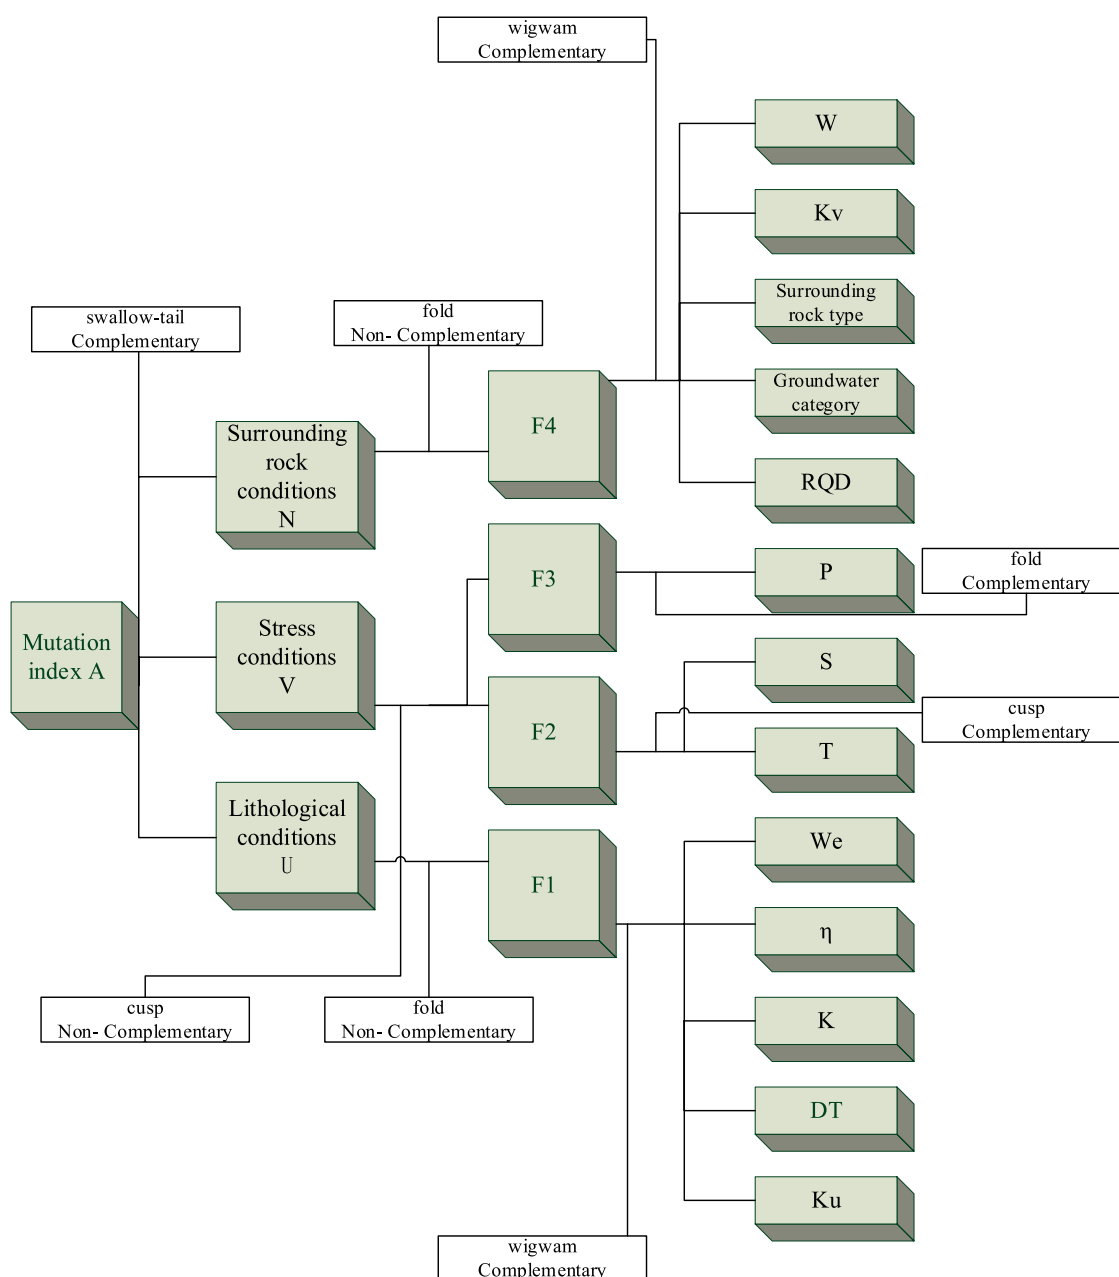 wigwam
Complementary
W
Kv
Surrounding
rock type
Groundwater
category
RQD
swallow-tail
Complementary
fold
Non- Complementary
F4
Surrounding
rock
conditions
N
F3
P
fold
Complementary
Mutation
index A
Stress
conditions
V
F2
S
T
cusp
Complementary
Lithological
conditions
U
F1
We
η
K
DT
Ku
cusp
Non- Complementary
fold
Non- Complementary
wigwam
Complementary